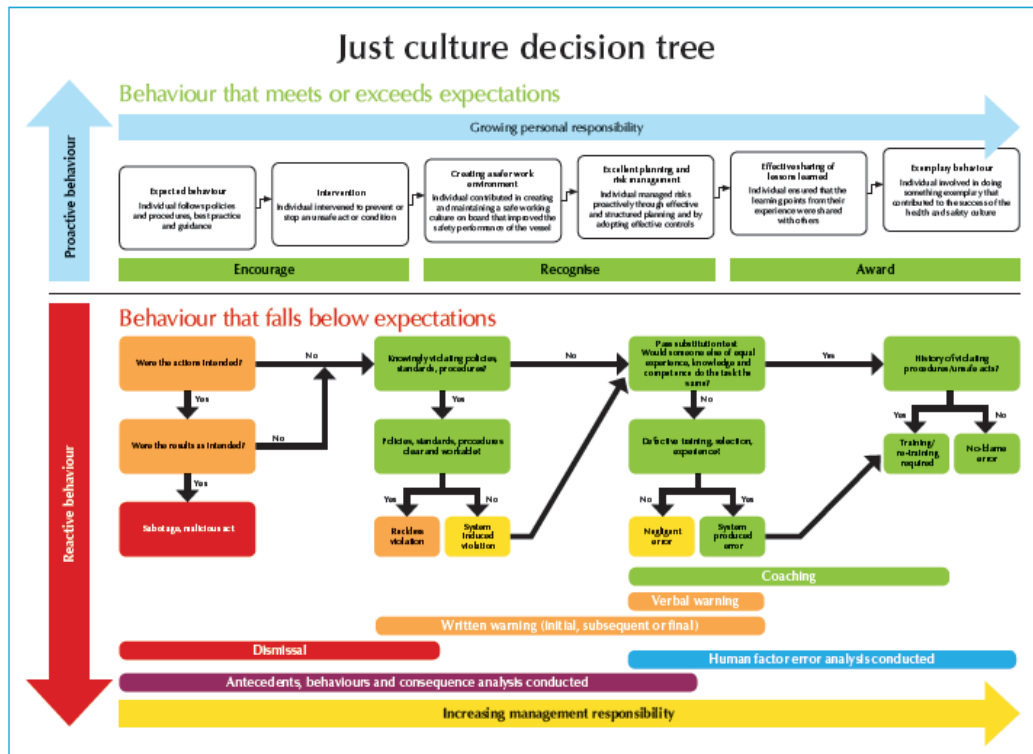 Just culture decision tree
Behaviour that meets or exceeds expectations
Proactive behaviour
Growing personal responsibility
Expected behaviour
Individual follows policies
and procedures, best practice
and guidance
Intervention
Individual intervened to prevent or
stop an unsafe act or condition
Creating a safer work
environment
Individual contributed in creating
and maintaining a safe working
culture on board that improved the
safety performance of the vessel
Excellent planning and
risk management
Individual managed risks
proactively through effective
and structured planning and by
adopting effective controls
Effective sharing of
lessons learned
Individual ensured that the
learning points from their
experience were shared
with others
Exemplary behaviour
Individual involved in doing
something exemplary that
contributed to the success of the
health and safety culture
Encourage
Recognise
Award
Reactive behaviour
Behaviour that falls below expectations
Were the actions intended?
No
Knowingly violating policies,
standards, procedures?
No
Pass substitution test
Would someone else of equal
experience, knowledge and
competence do the task the
same?
Yes
History of violating
procedures/unsafe acts?
Yes
Yes
No
Yes
No
Were the results as intended?
No
Policies, standards, procedures
clear and workable?
Defective training, selection,
experience?
Training/
re-training
required
No-blame
error
Yes
Yes
No
No
Yes
Sabotage, malicious act
Reckless
violation
System
induced
violation
Negligent
error
System
produced
error
Coaching
Verbal warning
Written warning (initial, subsequent or final)
Dismissal
Human factor error analysis conducted
Antecedents, behaviours and consequence analysis conducted
Increasing management responsibility